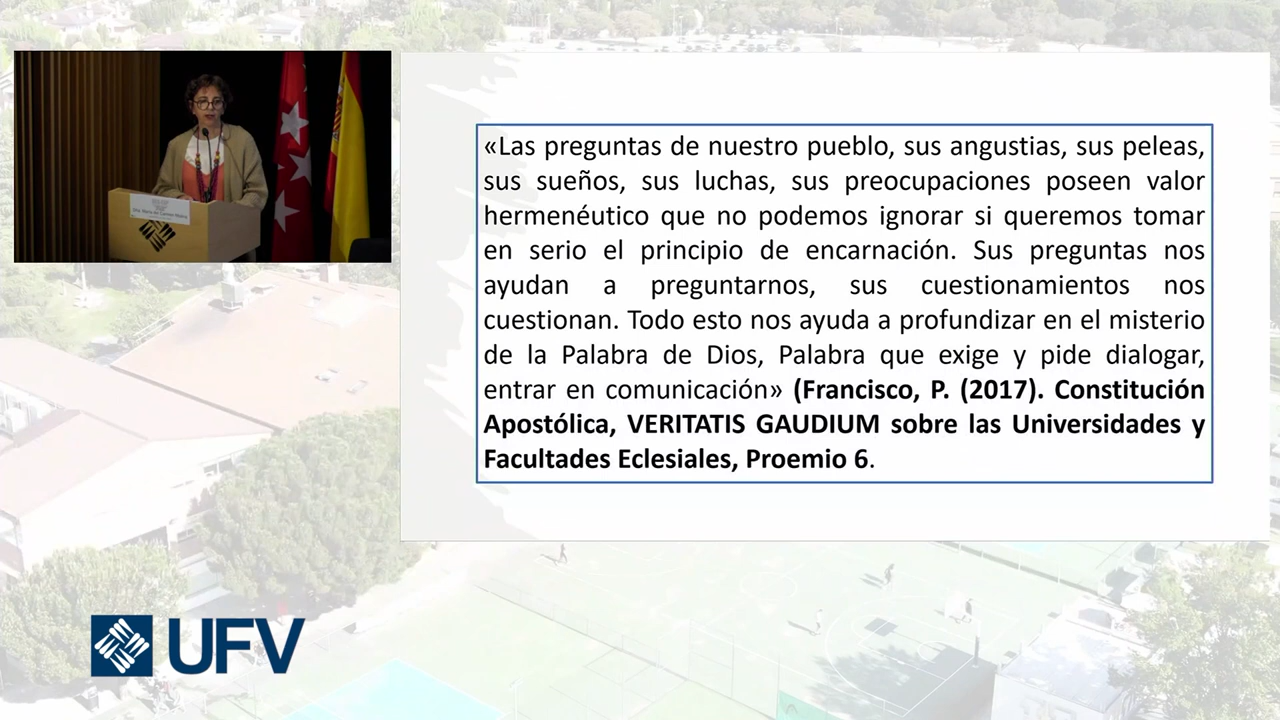 «Las preguntas de nuestro pueblo, sus angustias, sus peleas,
sus sueños, sus luchas, sus preocupaciones poseen valor
hermenéutico que no podemos ignorar si queremos tomar
en serio el principio de encarnación. Sus preguntas nos
ayudan a preguntarnos, sus cuestionamientos nos
cuestionan. Todo esto nos ayuda a profundizar en el misterio
de la Palabra de Dios, Palabra que exige y pide dialogar,
entrar en comunicación» (Francisco, P. (2017). Constitución
Apostólica, VERITATIS GAUDIUM sobre las Universidades y
Facultades Eclesiales, Proemio 6.
UFV